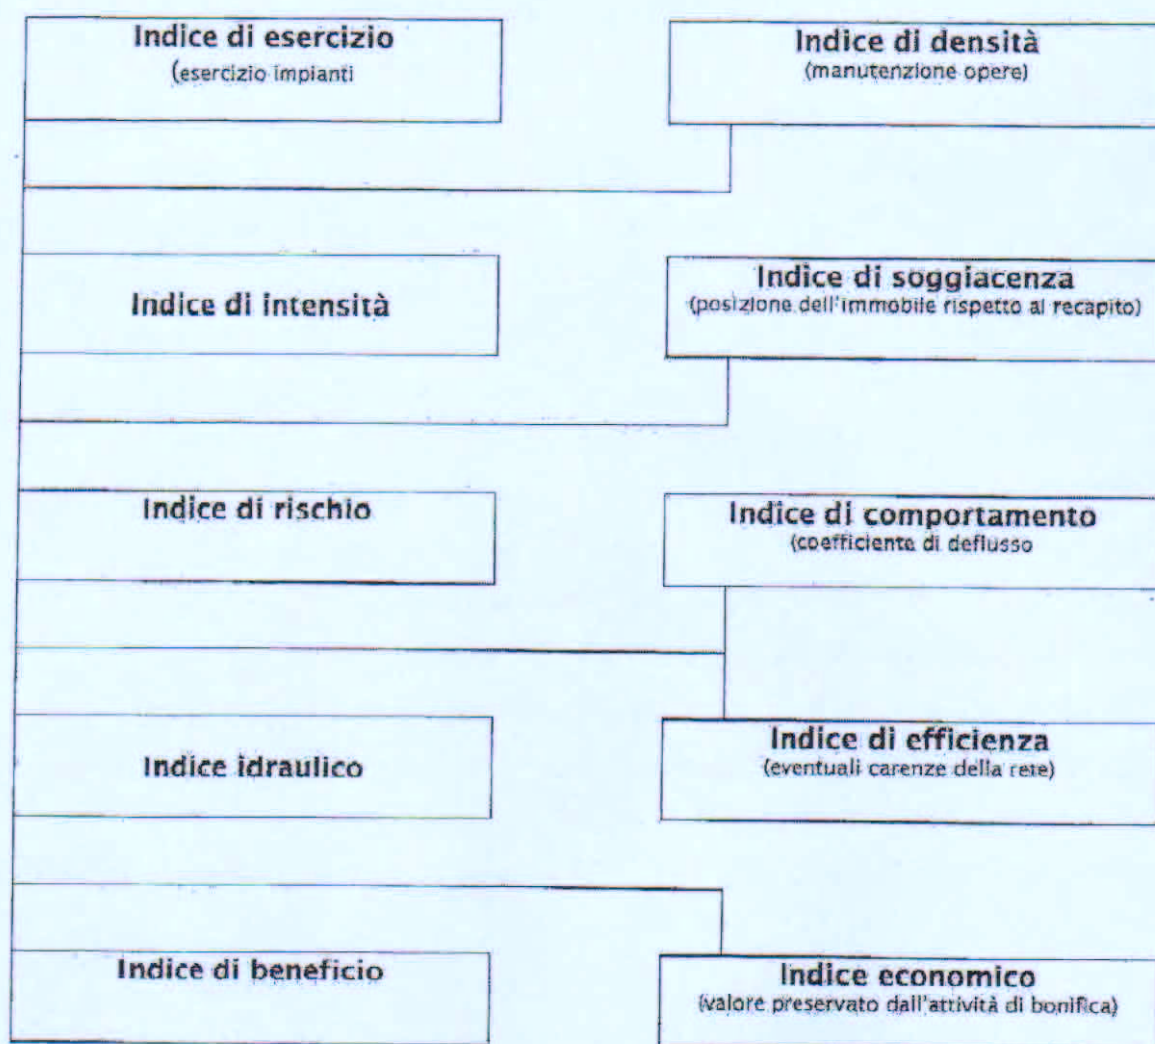 Indice di esercizio
(esercizio impianti
Indice di densità
(manutenzione opere)
Indice di intensità
Indice di soggiacenza
(posizione dell'immobile rispetto al recapito)
Indice di rischio
Indice di comportamento
(coefficiente di deflusso
Indice idraulico
Indice di efficienza
(eventuali carenze della rete)
Indice di beneficio
Indice economico
(valore preservato dall'attività di bonifica)